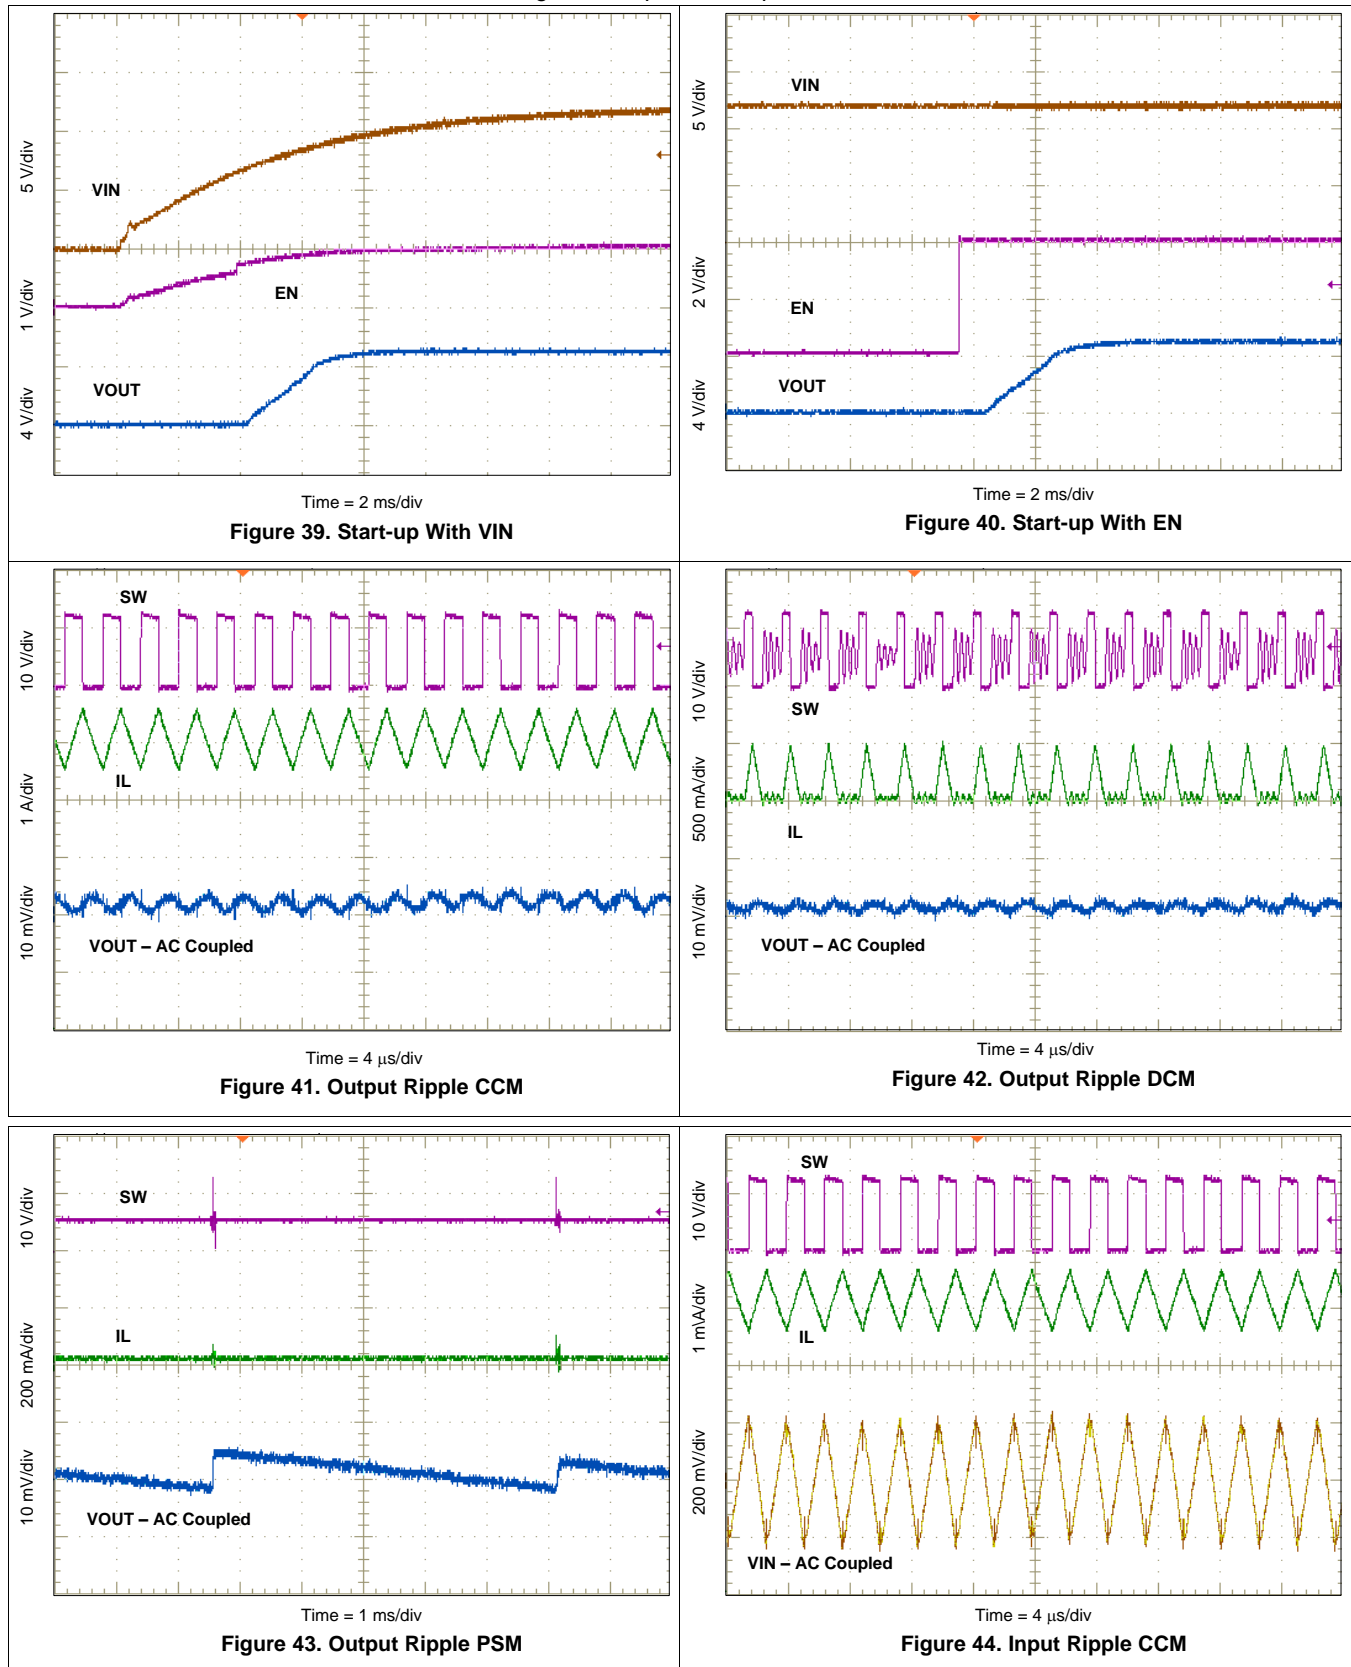 5 V/div
VIN
1 V/div
EN
VOUT
4 V/div
Time = 2 ms/div
Figure 39. Start-up With VIN
5 V/div
VIN
2 V/div
EN
VOUT
4 V/div
Time = 2 ms/div
Figure 40. Start-up With EN
SW
10 V/div
IL
1 A/div
10 mV/div
VOUT – AC Coupled
Time = 4 µs/div
Figure 41. Output Ripple CCM
10 V/div
SW
500 mA/div
IL
10 mV/div
VOUT – AC Coupled
Time = 4 µs/div
Figure 42. Output Ripple DCM
SW
10 V/div
IL
200 mA/div
10 mV/div
VOUT – AC Coupled
Time = 1 ms/div
Figure 43. Output Ripple PSM
SW
10 V/div
1 m\A/div
IL
200 mV/div
VIN – AC Coupled
Time = 4 µs/div
Figure 44. Input Ripple CCM